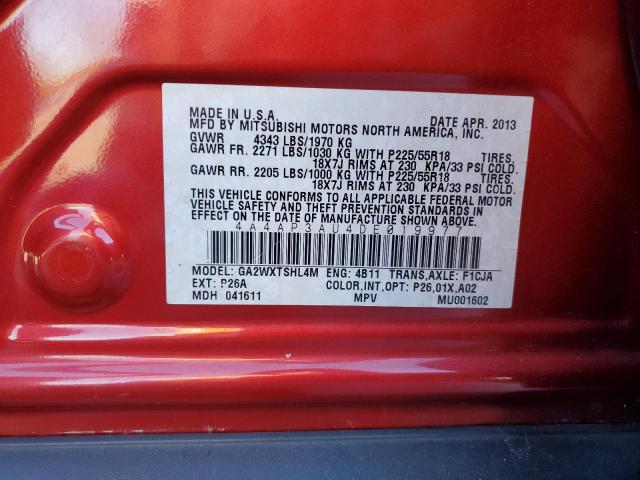 MADE IN U.S.A. DATE APR. 2013
MFD BY MITSUBISHI MOTORS NORTH AMERICA, INC.
GVWR 4343 LBS/1970 KG
GAWR FR. 2271 LBS/1030 KG WITH P225/55R18 TIRES.
18X7J RIMS AT 230 KPA/33 PSI COLD.
GAWR RR. 2205 LBS/1000 KG WITH P225/55R18 TIRES.
18X7J RIMS AT 230 KPA/33 PSI COLD.
THIS VEHICLE CONFORMS TO ALL APPLICABLE FEDERAL MOTOR
VEHICLE SAFETY AND THEFT PREVENTION STANDARDS IN
EFFECT ON THE DATE OF MANUFACTURE SHOWN ABOVE.
4A4AP3AU4DE019977
MODEL: GA2WXTSHL4M ENG: 4B11 TRANS,AXLE: F1CJA
EXT: P26A COLOR,INT,OPT: P26,01X,A02
MDH 041611 MPV MU001602